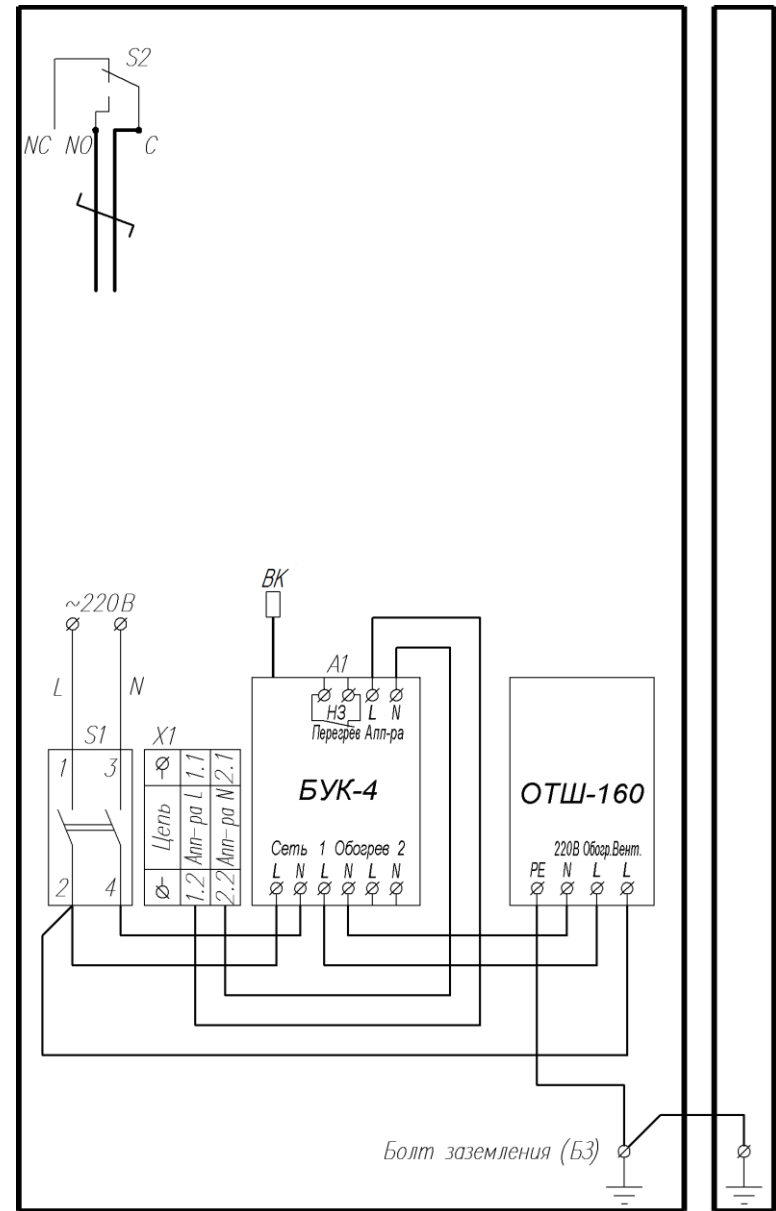 S2
NC NO C
BK
~220В
A1
L N
НЗ L N
Перегрев Апп-ра
S1 X1
1 3
Цепь
Апп-ра L 1.1
Апп-ра N 2.1
1.2
2.2
2 4
БУК-4
Сеть 1 Обогрев 2
L N L N L N
ОТШ-160
220В Обогр. Вент.
PE N L L
Болт заземления (БЗ)